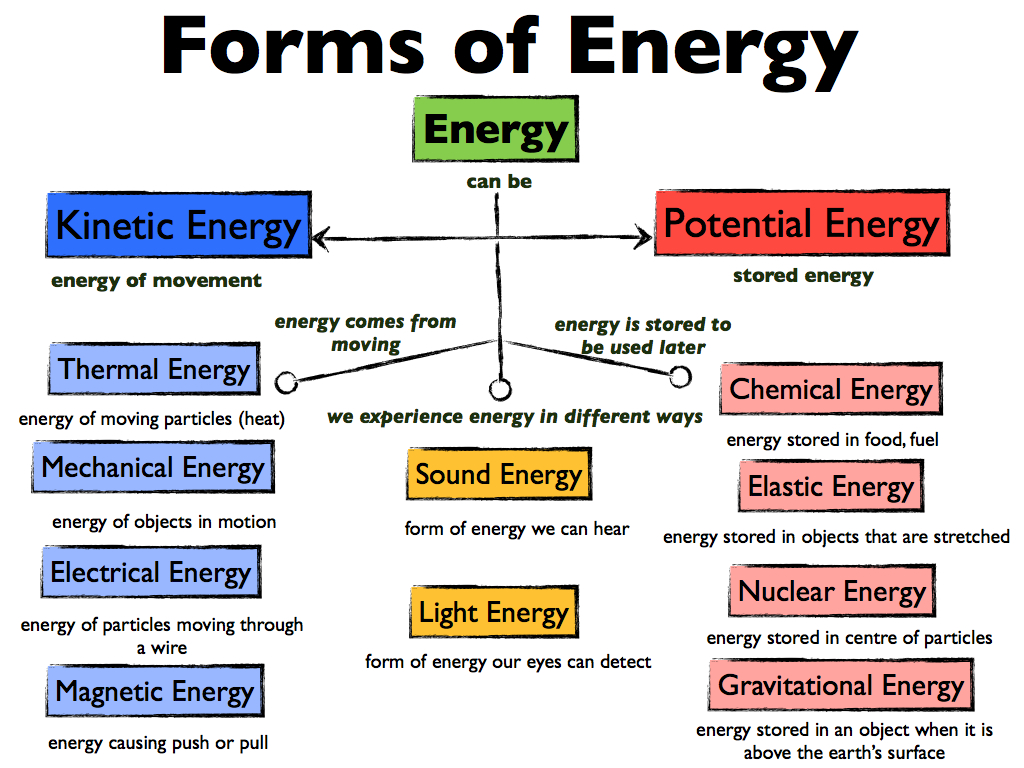 Forms of Energy
Energy
can be
Kinetic Energy
energy of movement
Potential Energy
stored energy
energy comes from
moving
energy is stored to
be used later
we experience energy in different ways
Thermal Energy
energy of moving particles (heat)
Mechanical Energy
energy of objects in motion
Electrical Energy
energy of particles moving through
a wire
Magnetic Energy
energy causing push or pull
Sound Energy
form of energy we can hear
Light Energy
form of energy our eyes can detect
Chemical Energy
energy stored in food, fuel
Elastic Energy
energy stored in objects that are stretched
Nuclear Energy
energy stored in centre of particles
Gravitational Energy
energy stored in an object when it is
above the earth's surface